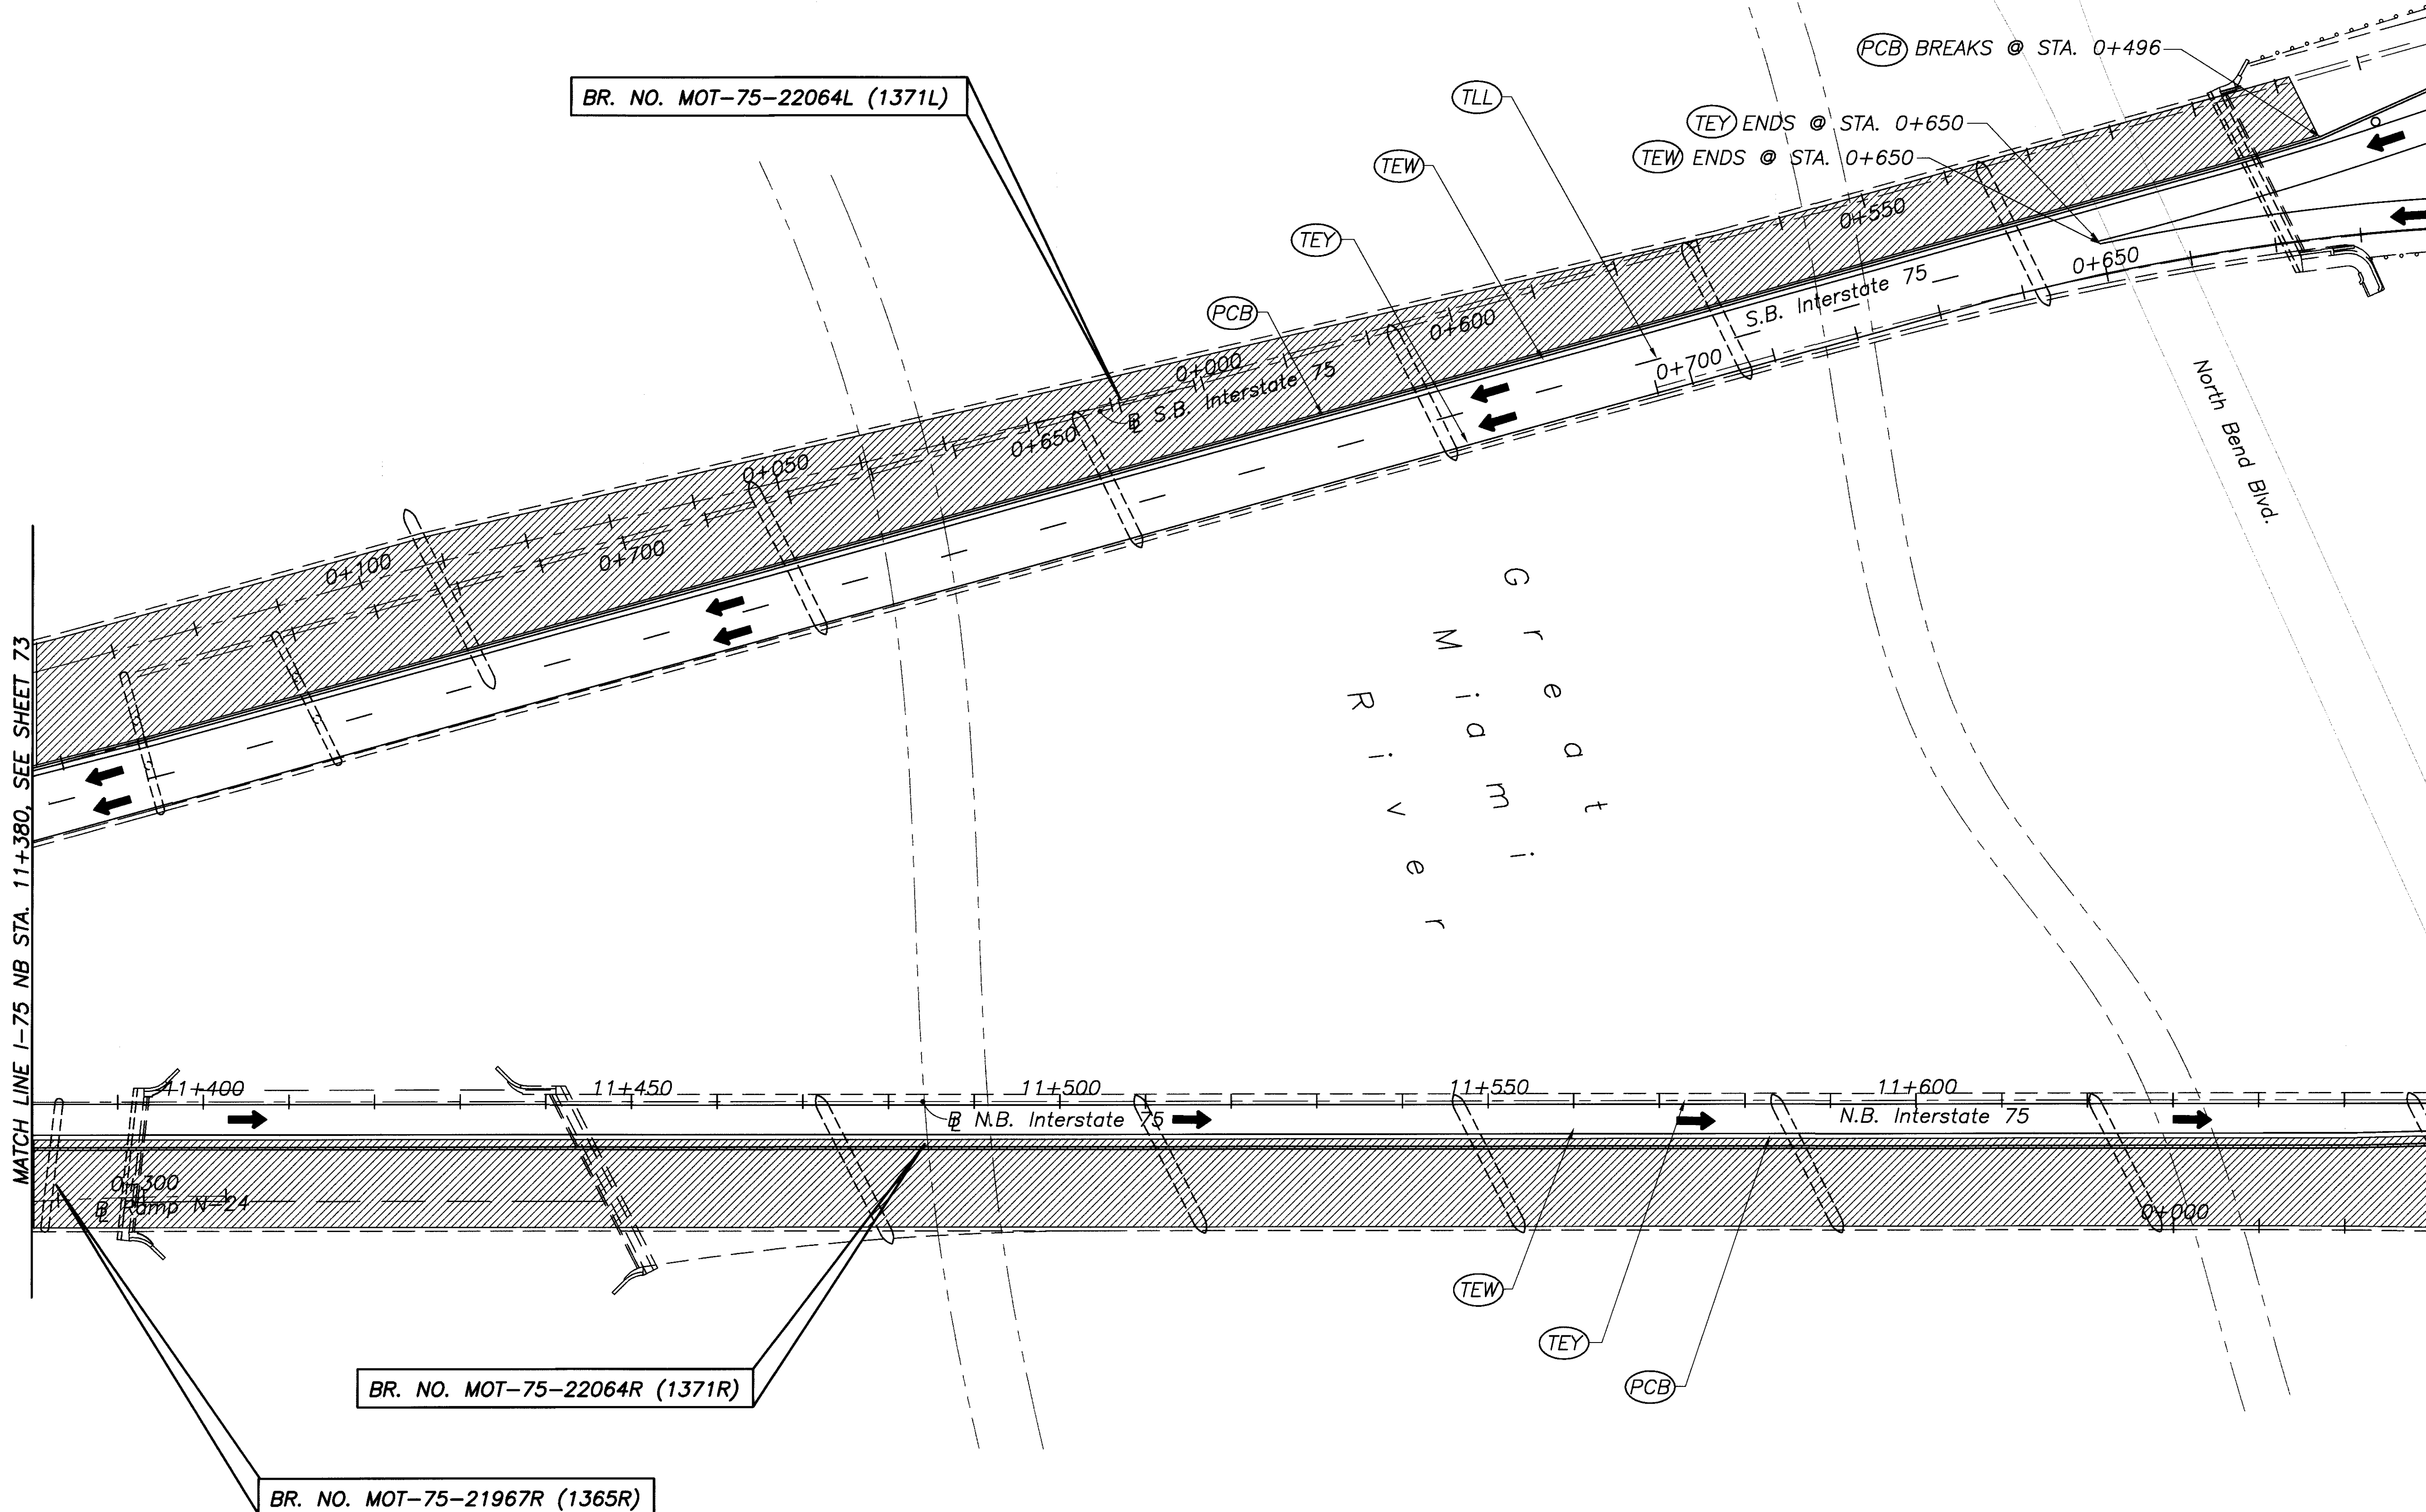 PCB BREAKS @ STA. 0+496
BR. NO. MOT-75-22064L (1371L)
TLL
TEY ENDS @ STA. 0+650
TEW ENDS @ STA. 0+650
TEW
TEY
PCB
0+550
0+650
S.B. Interstate 75
0+600
0+700
0+000
℄ S.B. Interstate 75
0+650
0+050
0+700
0+100
North Bend Blvd.
Great
Miami
River
MATCH LINE I-75 NB STA. 11+380, SEE SHEET 73
11+400
11+450
11+500
11+550
11+600
℄ N.B. Interstate 75
N.B. Interstate 75
0+300
℄ Ramp N-24
0+000
TEW
TEY
PCB
BR. NO. MOT-75-22064R (1371R)
BR. NO. MOT-75-21967R (1365R)